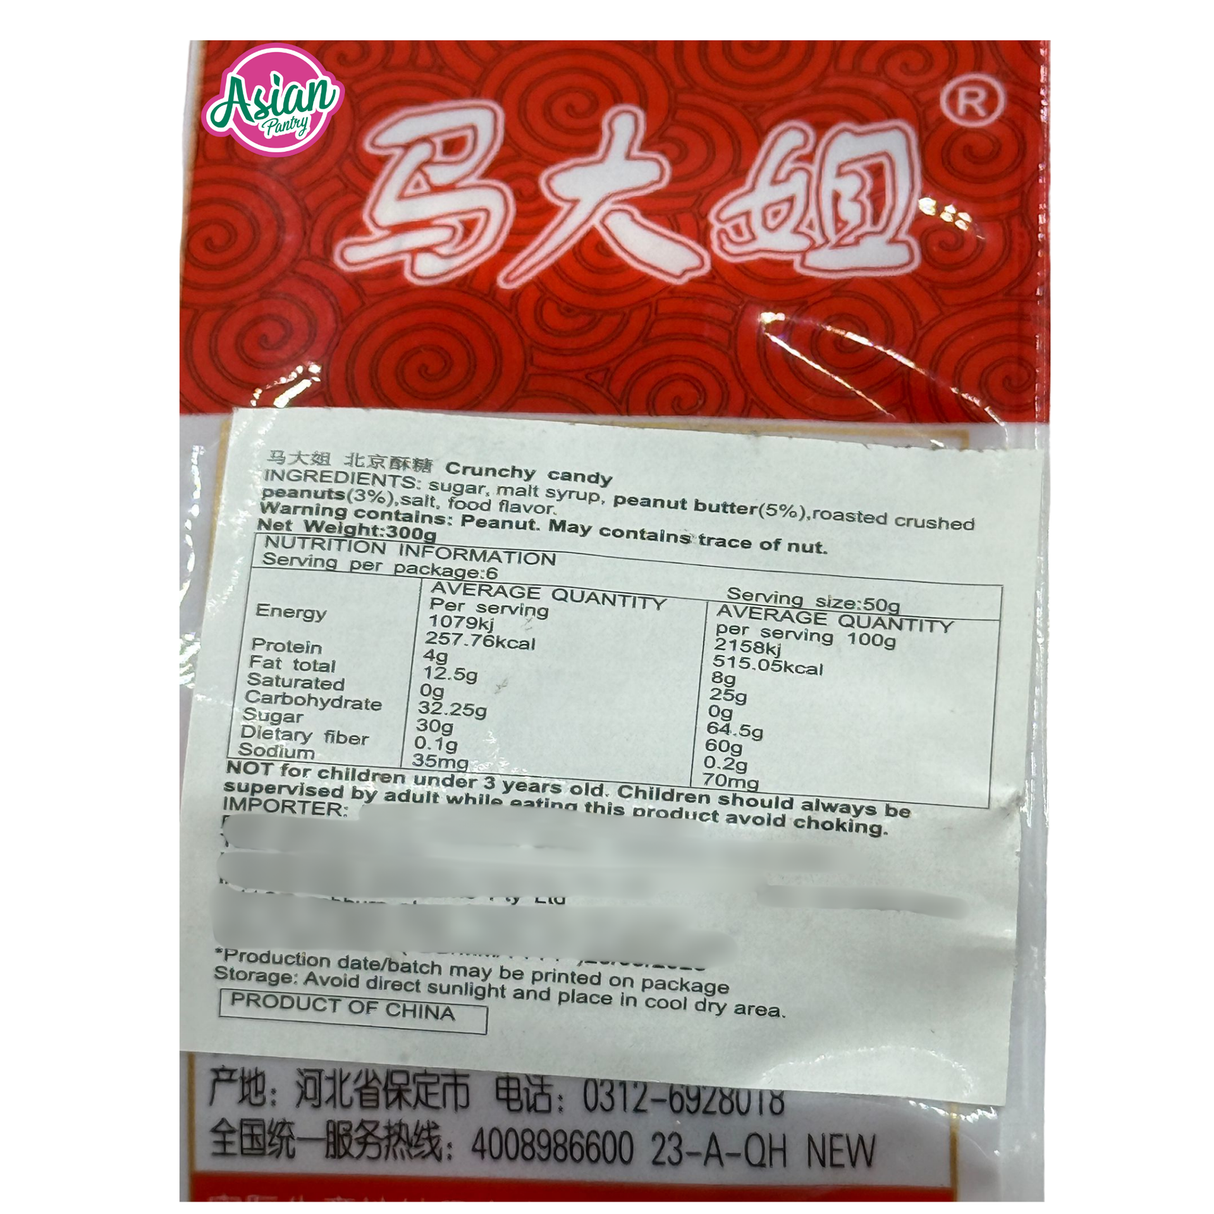 Asian
Pantry
马大姐®
马大姐 北京酥糖 Crunchy candy
INGREDIENTS: sugar, malt syrup, peanut butter(5%),roasted crushed
peanuts(3%),salt, food flavor.
Warning contains: Peanut. May contains trace of nut.
Net Weight:300g
NUTRITION INFORMATION
Serving per package:6 Serving size:50g
AVERAGE QUANTITY AVERAGE QUANTITY
Per serving per serving 100g
Energy 1079kj 2158kj
257.76kcal 515.05kcal
Protein 4g 8g
Fat total 12.5g 25g
Saturated 0g 0g
Carbohydrate 32.25g 64.5g
Sugar 30g 60g
Dietary fiber 0.1g 0.2g
Sodium 35mg 70mg
NOT for children under 3 years old. Children should always be
supervised by adult while eating this product avoid choking.
IMPORTER:
Pty Ltd
*Production date/batch may be printed on package
Storage: Avoid direct sunlight and place in cool dry area.
PRODUCT OF CHINA
产地：河北省保定市 电话：0312-6928018
全国统一服务热线：4008986600 23-A-QH NEW